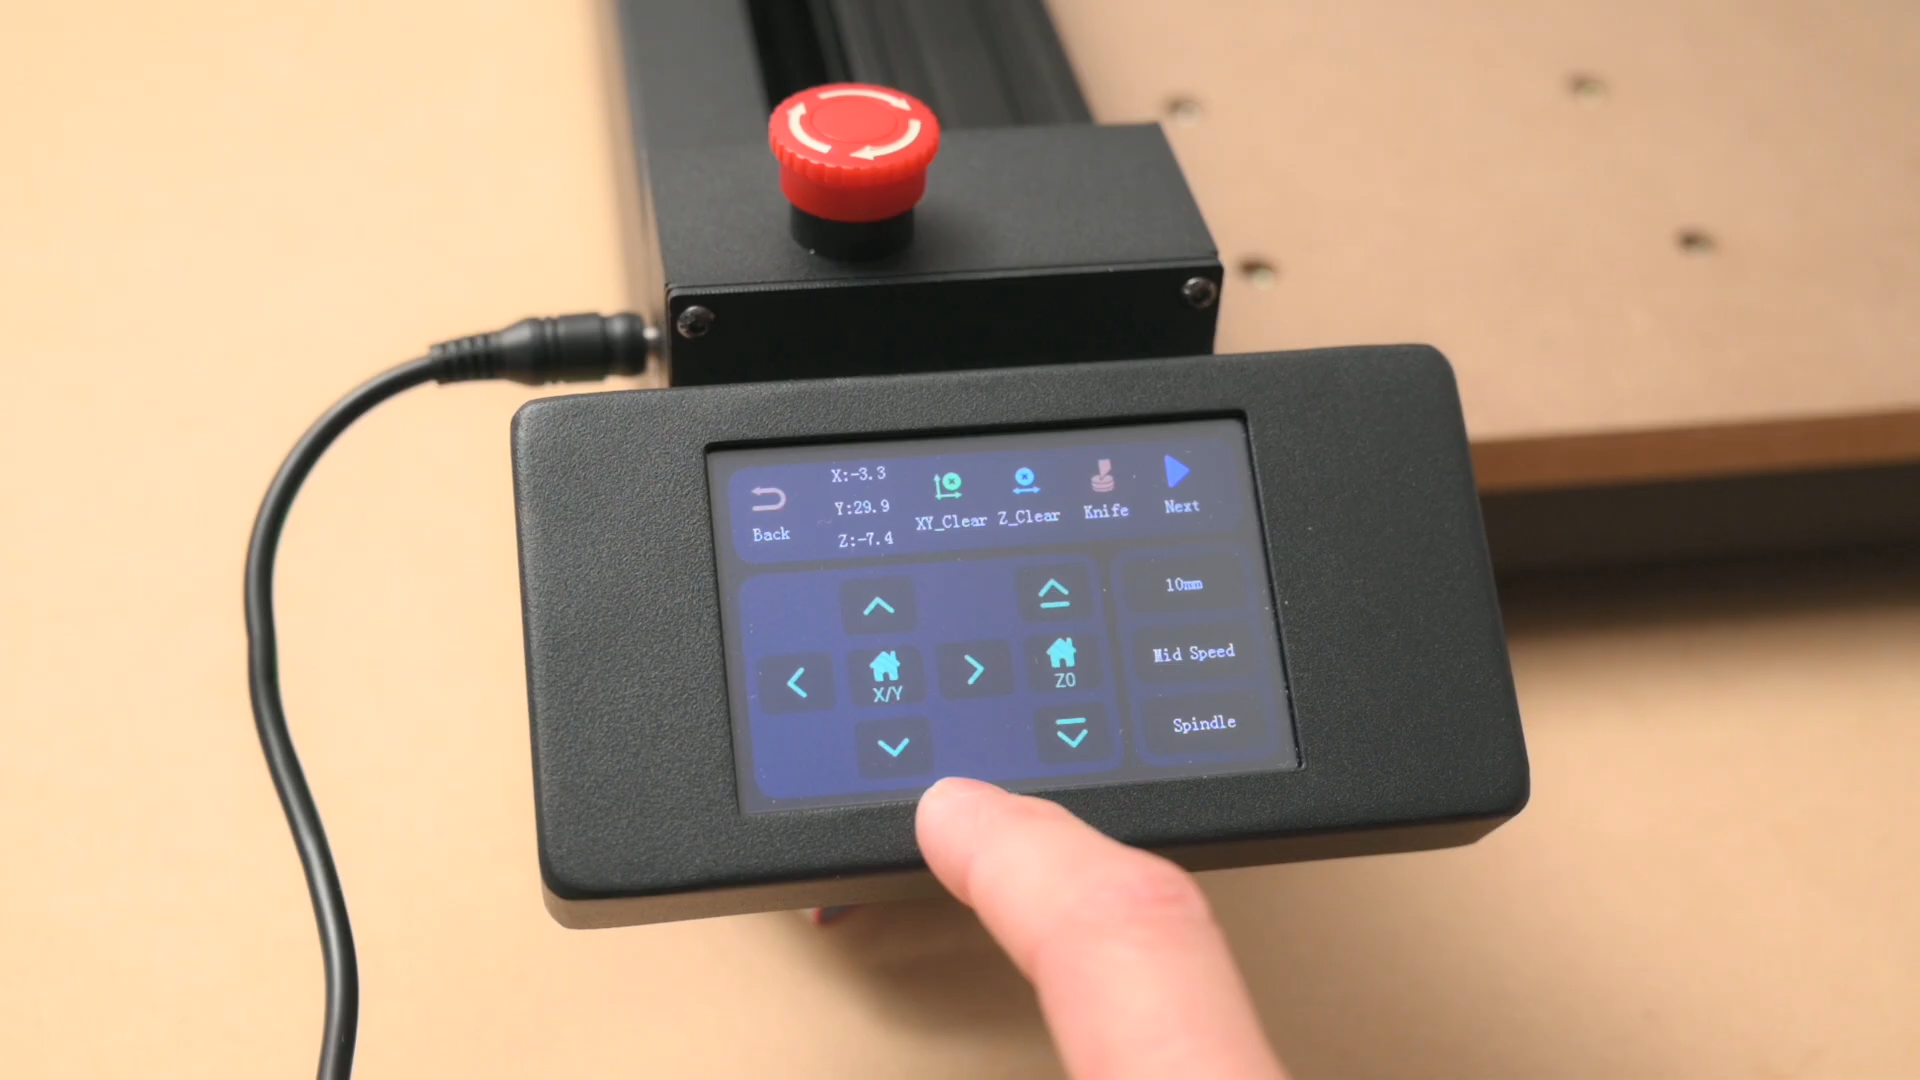 Back
X:-3.3
Y:29.9
Z:-7.4
XY_Clear
Z_Clear
Knife
Next
10mm
X/Y
Z0
Mid Speed
Spindle